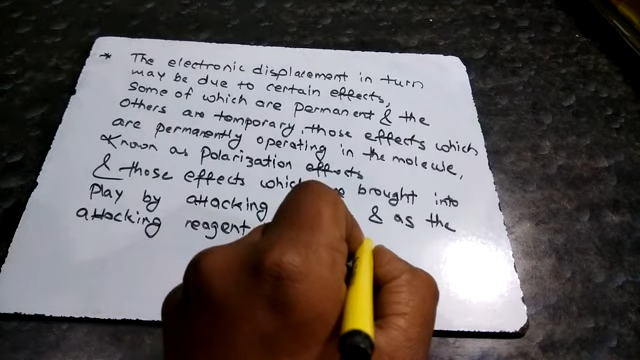 * The electronic displacement in turn
may be due to certain effects,
some of which are permanent & the
others are temporary, those effects which
are permanently operating in the molecule,
known as Polarization effects
& those effects which brought into
Play by attacking & as the
attacking reagent